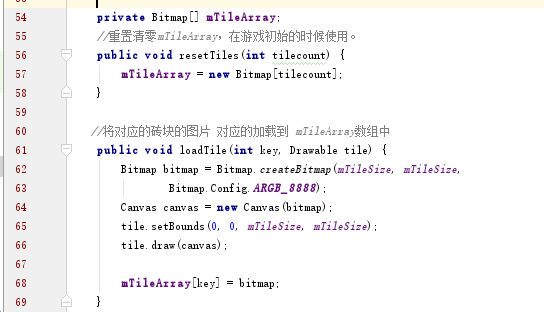 54 private Bitmap[] mTileArray;
55 //重置清零mTileArray，在游戏初始的时候使用。
56 public void resetTiles(int tilecount) {
57 mTileArray = new Bitmap[tilecount];
58 }
59
60 //将对应的砖块的图片 对应的加载到 mTileArray数组中
61 public void loadTile(int key, Drawable tile) {
62 Bitmap bitmap = Bitmap.createBitmap(mTileSize, mTileSize,
63 Bitmap.Config.ARGB_8888);
64 Canvas canvas = new Canvas(bitmap);
65 tile.setBounds(0, 0, mTileSize, mTileSize);
66 tile.draw(canvas);
67
68 mTileArray[key] = bitmap;
69 }